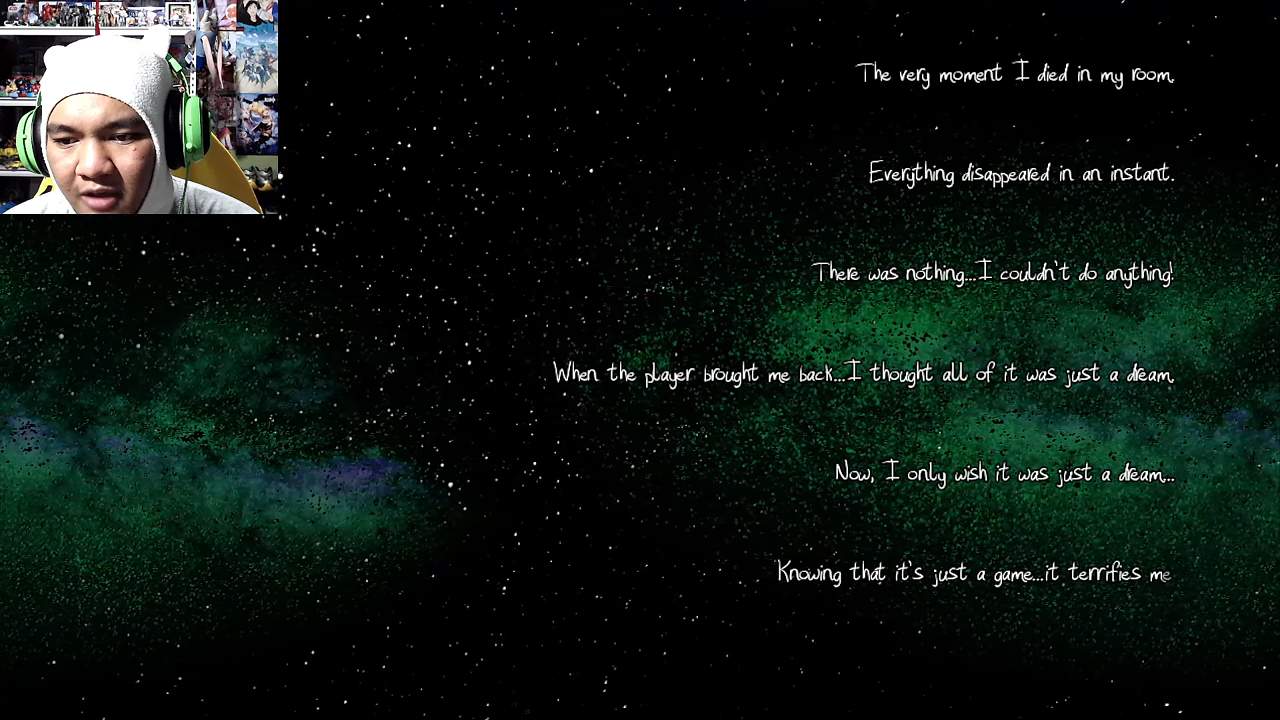 The very moment I died in my room.
Everything disappeared in an instant.
There was nothing...I couldn't do anything!
When the player brought me back...I thought all of it was just a dream.
Now, I only wish it was just a dream...
Knowing that it's just a game...it terrifies me